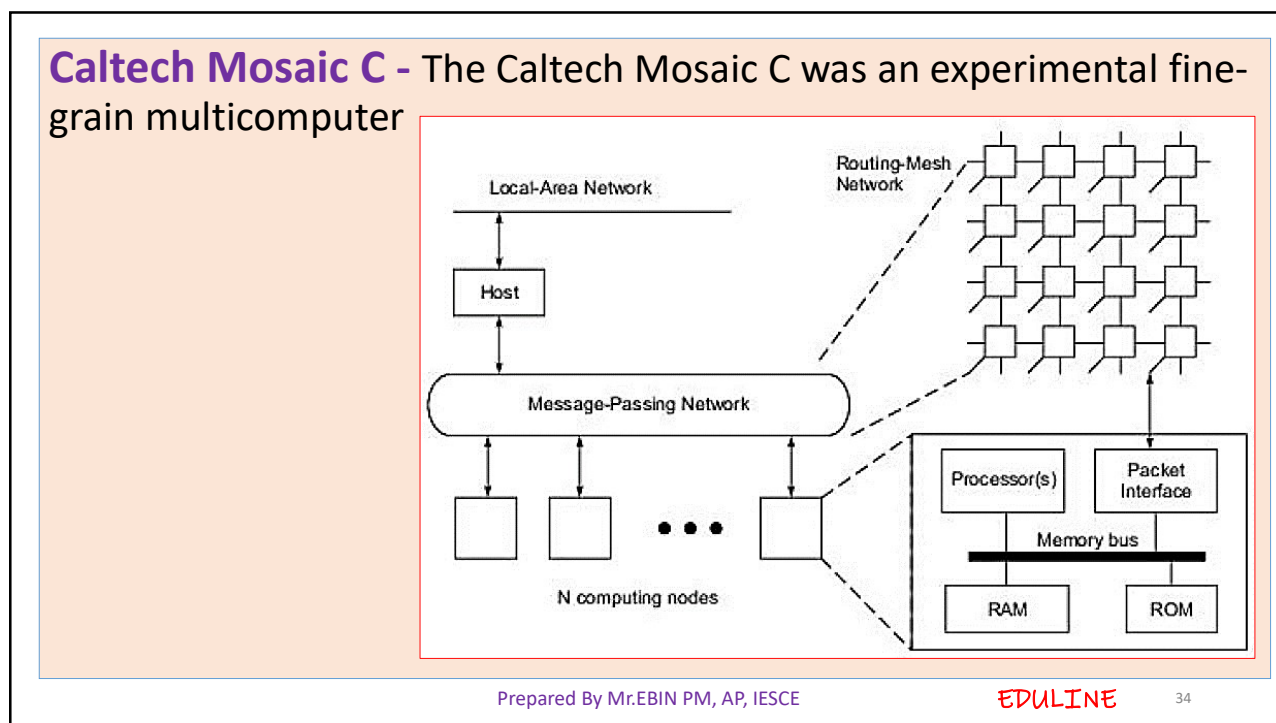 Caltech Mosaic C - The Caltech Mosaic C was an experimental fine-
grain multicomputer
Local-Area Network
Routing-Mesh
Network
Host
Message-Passing Network
Processor(s)
Packet
Interface
Memory bus
N computing nodes
RAM
ROM
Prepared By Mr.EBIN PM, AP, IESCE
EDULINE
34